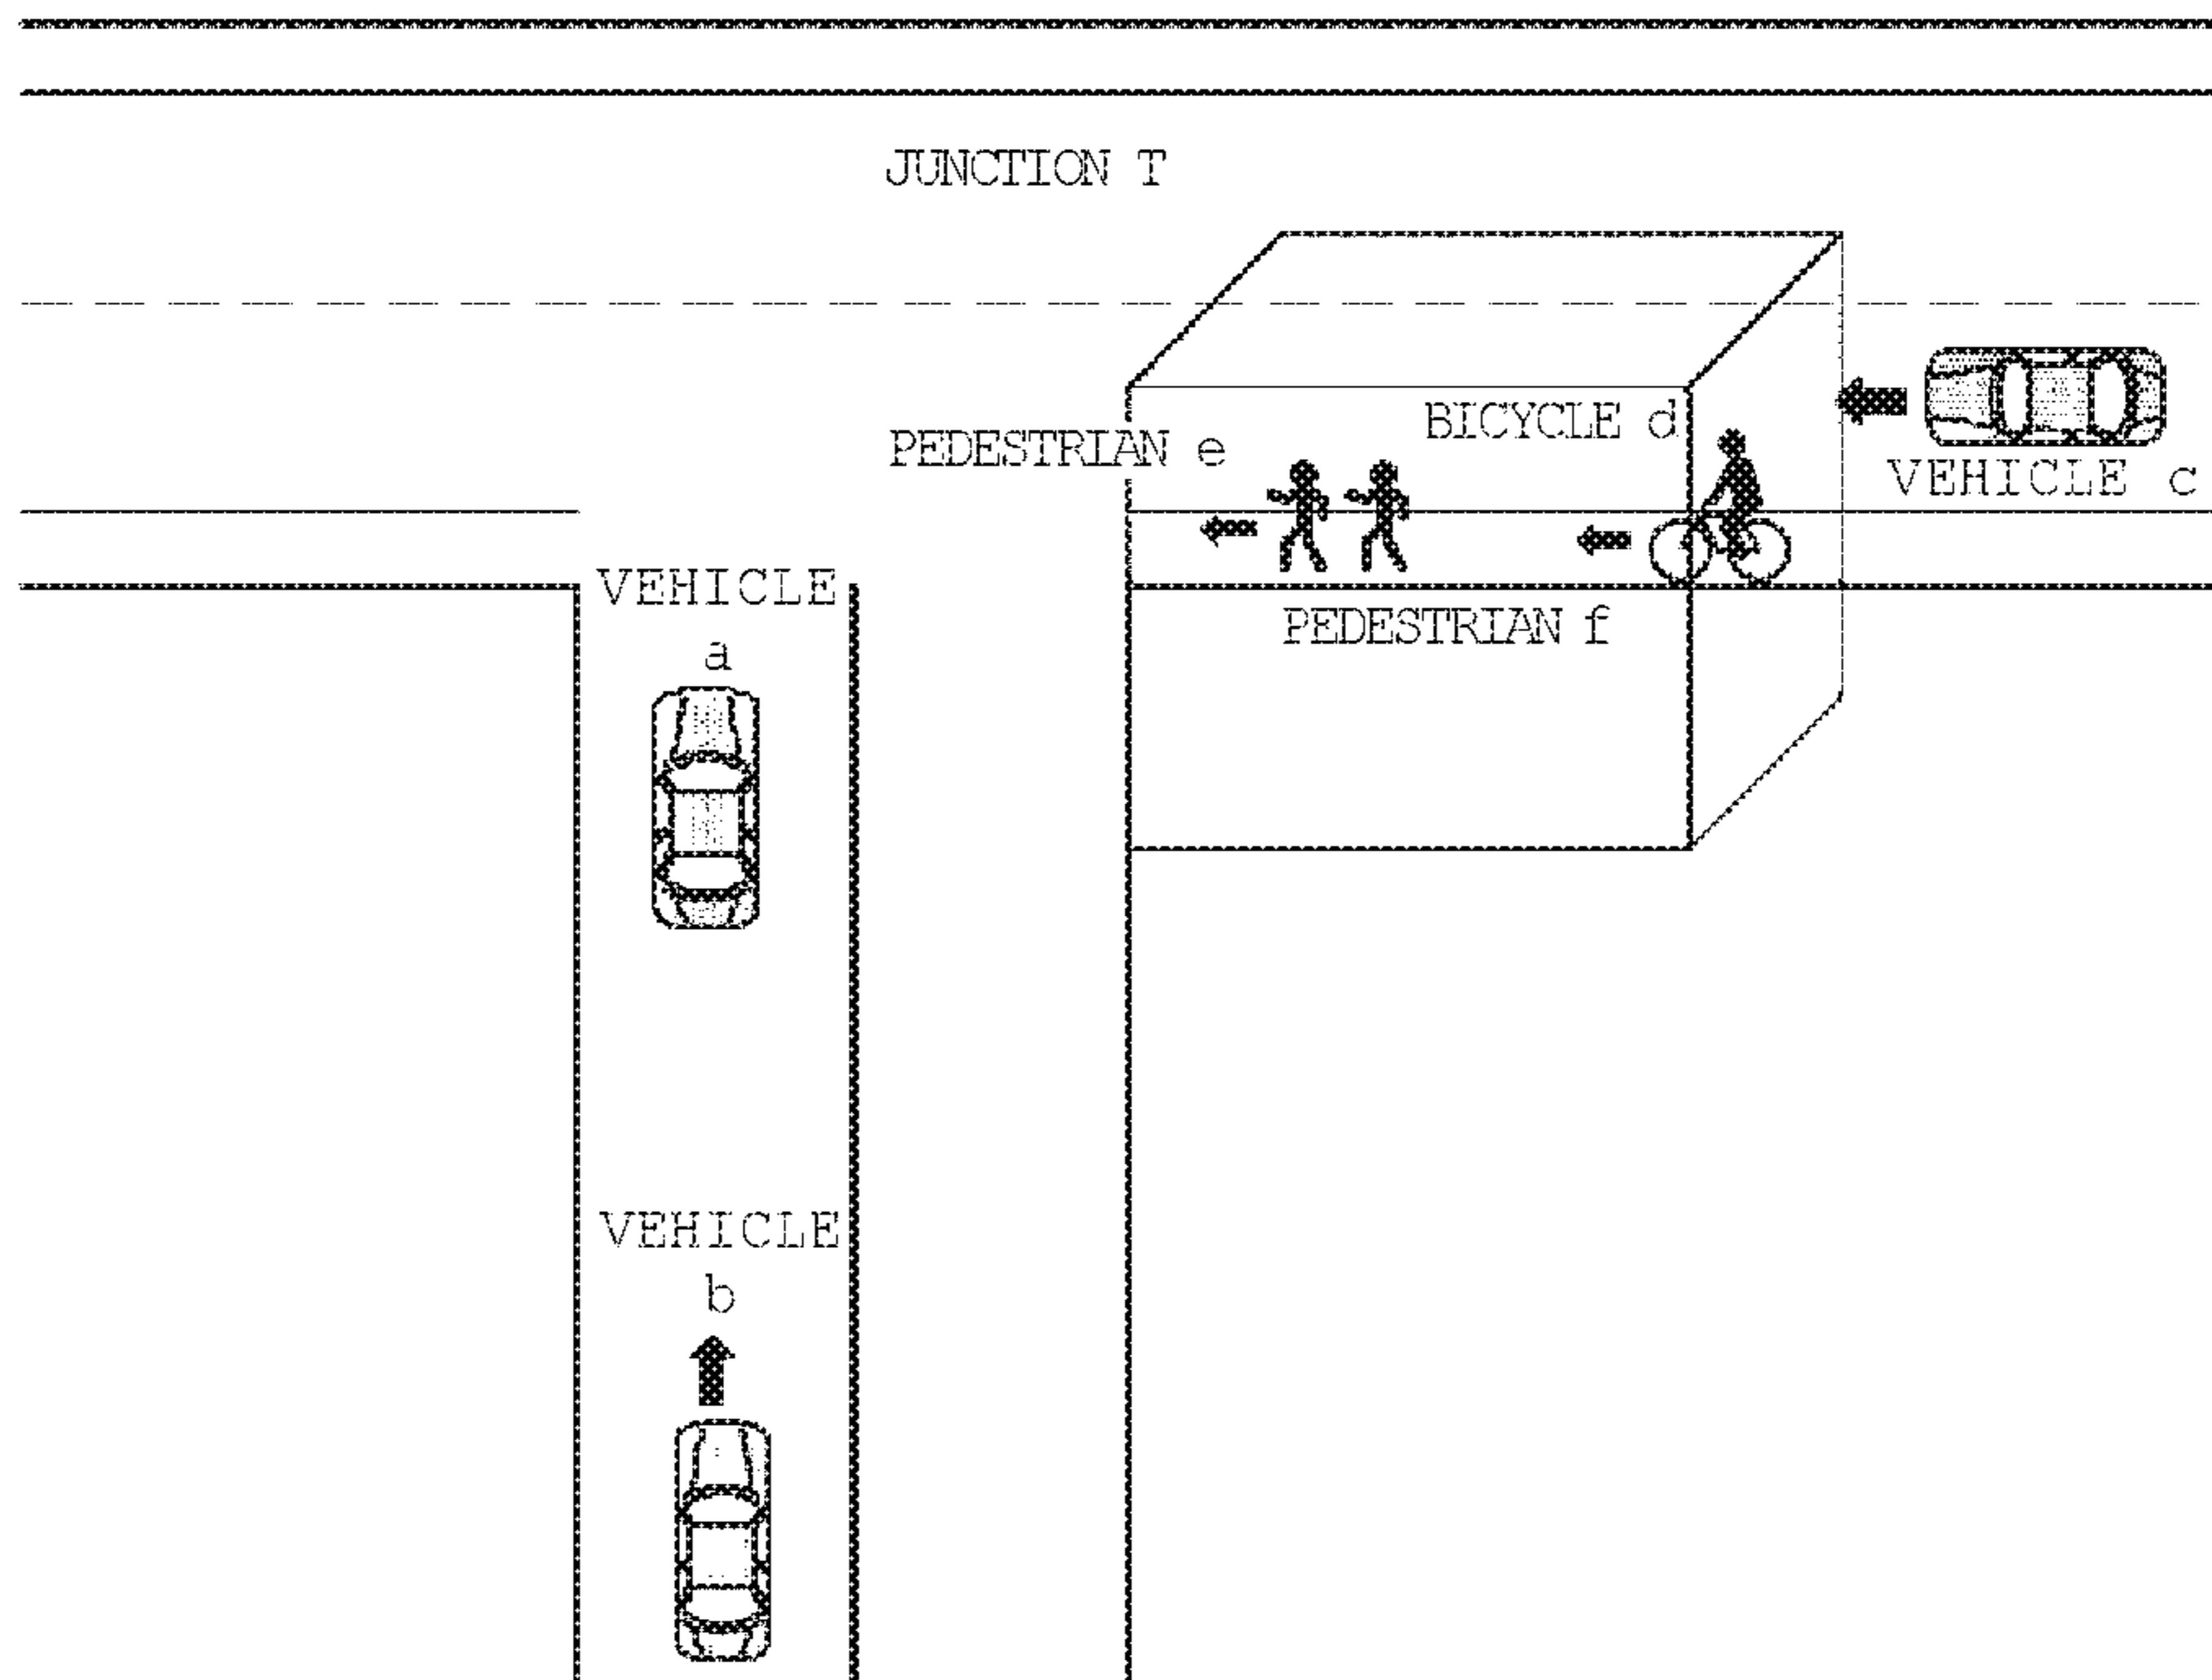 JUNCTION T
BICYCLE d
PEDESTRIAN e
VEHICLE c
VEHICLE
a
PEDESTRIAN f
VEHICLE
b